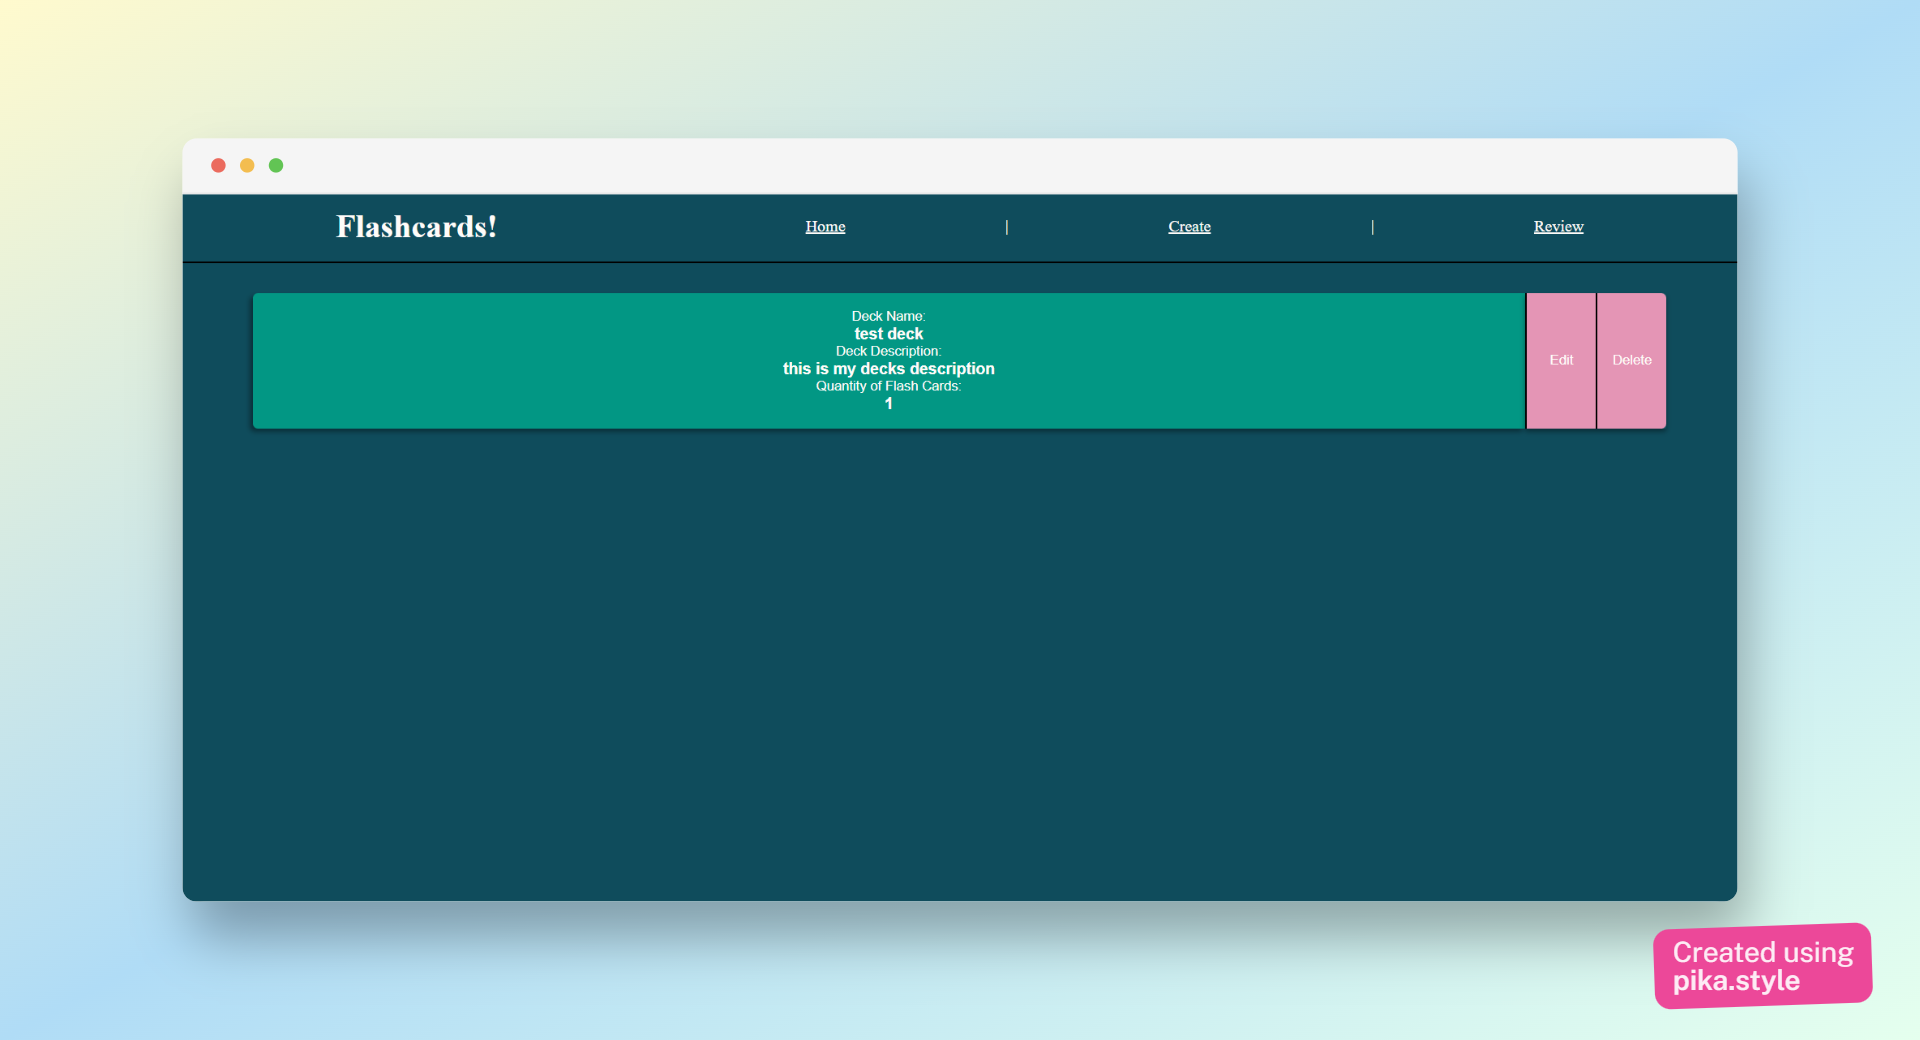 Flashcards! Home | Create | Review
Deck Name:
test deck
Deck Description:
this is my decks description
Quantity of Flash Cards:
1
Edit Delete
Created using
pika.style